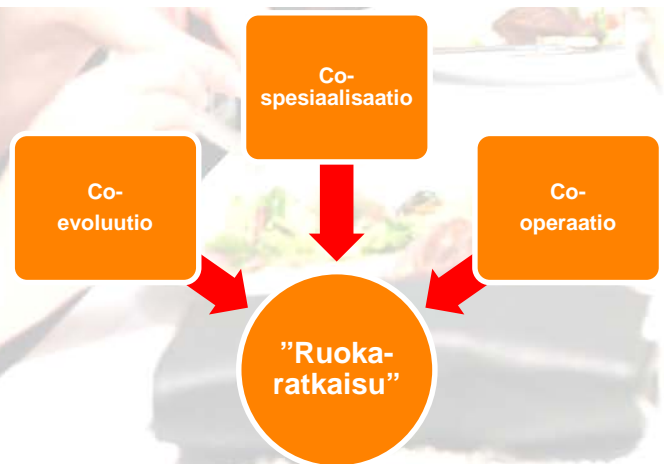 Co-
spesiaalisaatio
Co-
evoluutio
Co-
operaatio
”Ruoka-
ratkaisu”